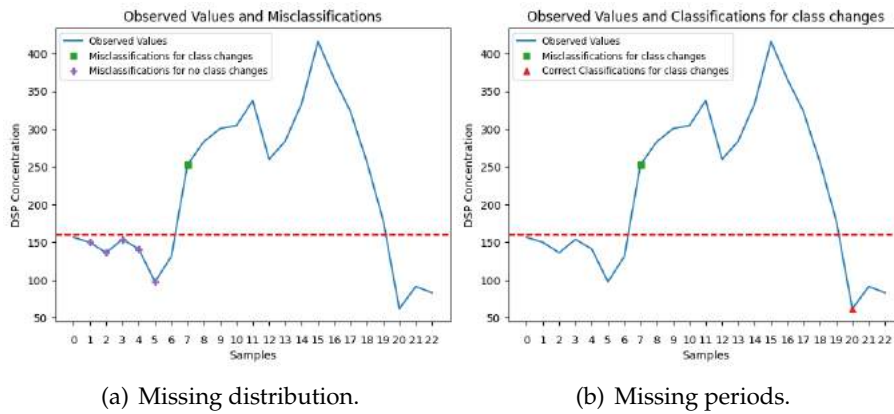 Observed Values and Misclassifications
Observed Values
Misclassifications for class changes
Misclassifications for no class changes
DSP Concentration
400
350
300
250
200
150
100
50
0 1 2 3 4 5 6 7 8 9 10 11 12 13 14 15 16 17 18 19 20 21 22
Samples
(a) Missing distribution.
Observed Values and Classifications for class changes
Observed Values
Misclassifications for class changes
Correct Classifications for class changes
DSP Concentration
400
350
300
250
200
150
100
50
0 1 2 3 4 5 6 7 8 9 10 11 12 13 14 15 16 17 18 19 20 21 22
Samples
(b) Missing periods.